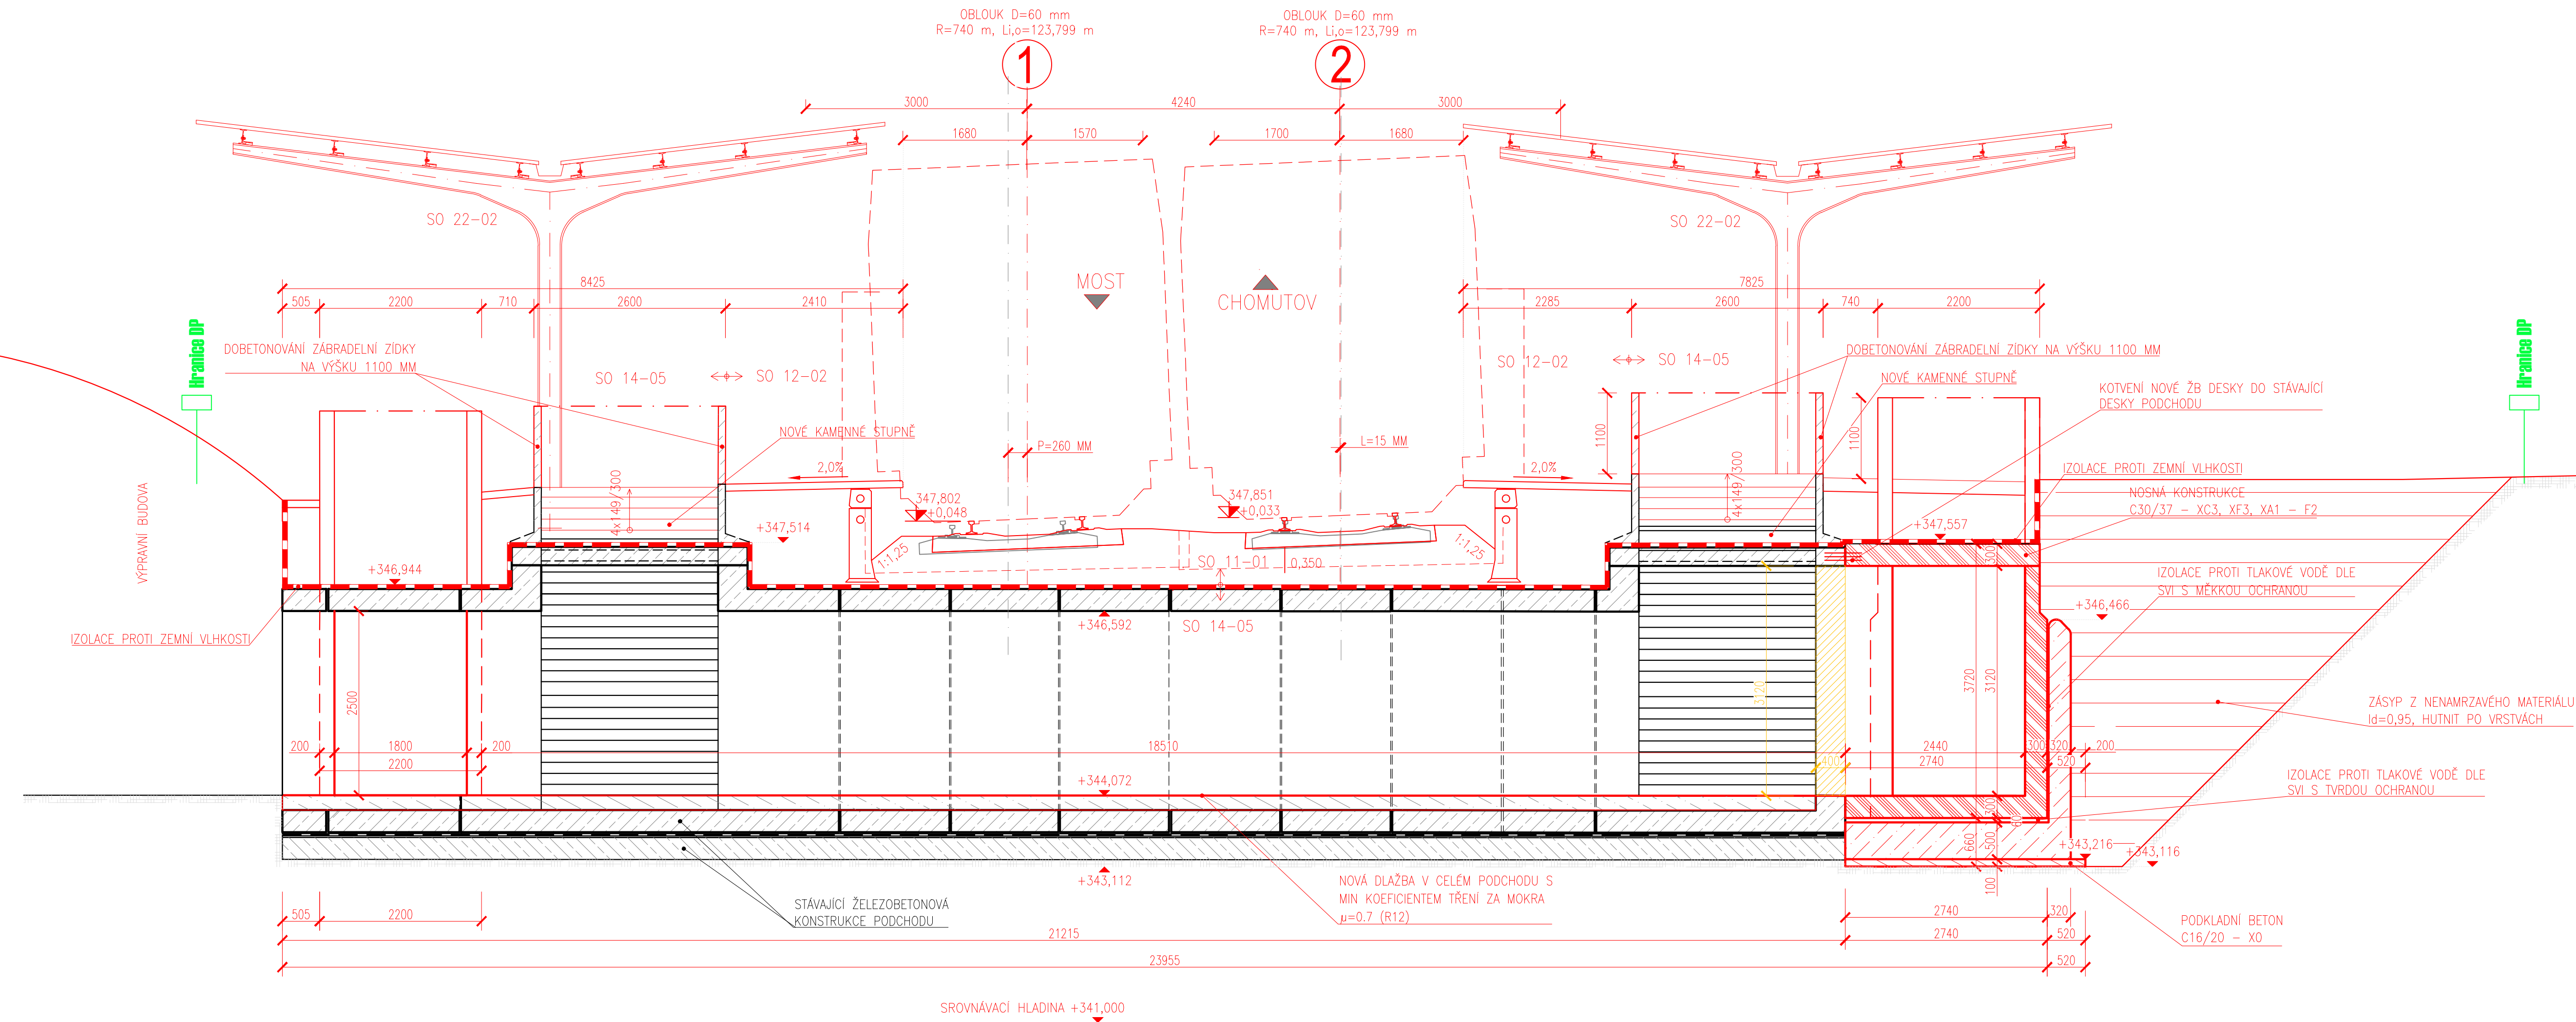 OBLOUK D=60 mm
R=740 m, Li,o=123,799 m
1
OBLOUK D=60 mm
R=740 m, Li,o=123,799 m
2
3000
4240
3000
1680
1570
1700
1680
SO 22-02
SO 22-02
MOST
CHOMUTOV
8425
505
2200
710
2600
2410
7825
2285
2600
740
2200
Hranice DP
Hranice DP
DOBETONOVÁNÍ ZÁBRADELNÍ ZÍDKY
NA VÝŠKU 1100 MM
SO 14-05
SO 12-02
SO 12-02
SO 14-05
DOBETONOVÁNÍ ZÁBRADELNÍ ZÍDKY NA VÝŠKU 1100 MM
NOVÉ KAMENNÉ STUPNĚ
KOTVENÍ NOVÉ ŽB DESKY DO STÁVAJÍCÍ
DESKY PODCHODU
NOVÉ KAMENNÉ STUPNĚ
P=260 MM
L=15 MM
1100
1100
2,0%
2,0%
4x149/300
4x149/300
IZOLACE PROTI ZEMNÍ VLHKOSTI
NOSNÁ KONSTRUKCE
C30/37 - XC3, XF3, XA1 - F2
347,802
+0,048
347,851
+0,033
+347,514
+347,557
VÝPRAVNÍ BUDOVA
1:1,25
1:1,25
SO 11-01
0,350
300
+346,944
IZOLACE PROTI TLAKOVÉ VODĚ DLE
SVI S MĚKKOU OCHRANOU
+346,466
+346,592
SO 14-05
IZOLACE PROTI ZEMNÍ VLHKOSTI
2500
3120
3720
3120
ZÁSYP Z NENAMRZAVÉHO MATERIÁLU
Id=0,95, HUTNIT PO VRSTVÁCH
200
1800
200
18510
2440
300
320
200
2200
400
2740
520
+344,072
IZOLACE PROTI TLAKOVÉ VODĚ DLE
SVI S TVRDOU OCHRANOU
300
60
660
500
+343,216
+343,116
+343,112
100
NOVÁ DLAŽBA V CELÉM PODCHODU S
MIN KOEFICIENTEM TŘENÍ ZA MOKRA
µ=0.7 (R12)
STÁVAJÍCÍ ŽELEZOBETONOVÁ
KONSTRUKCE PODCHODU
505
2200
2740
320
PODKLADNÍ BETON
C16/20 - X0
21215
2740
520
23955
520
SROVNÁVACÍ HLADINA +341,000